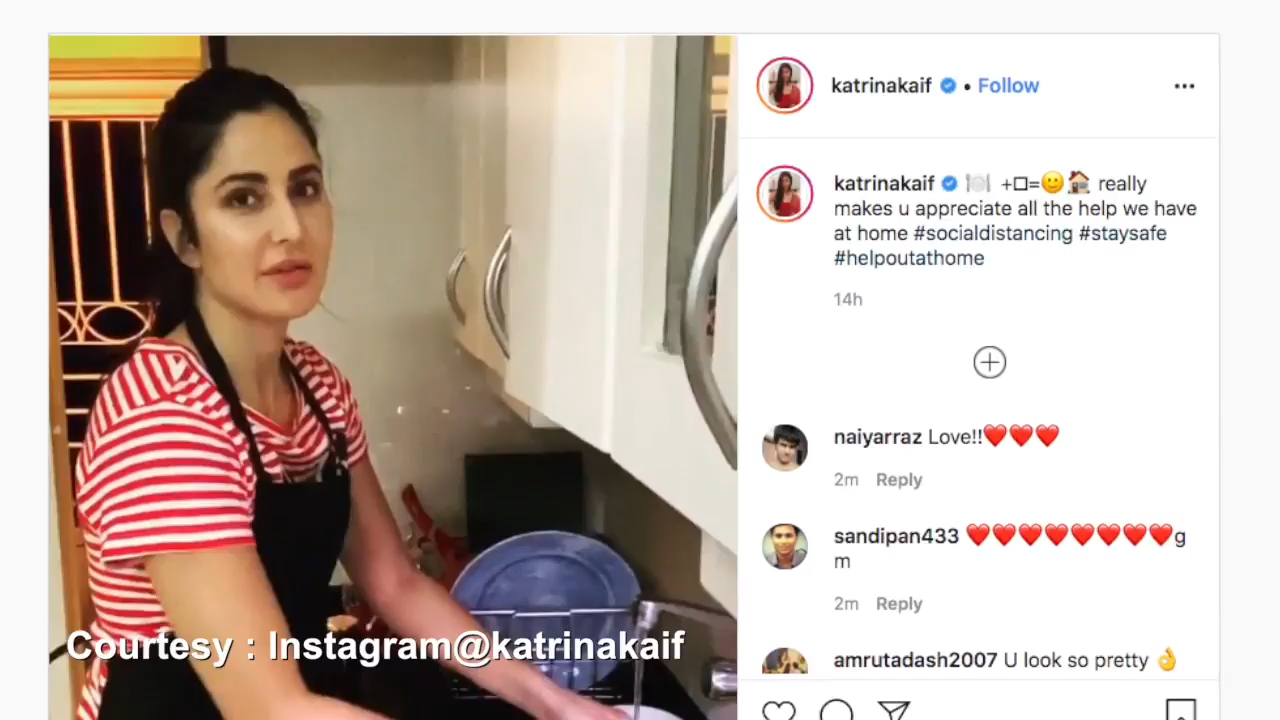 katrinakaif • Follow
katrinakaif 🍽 +□=🙂🏠 really
makes u appreciate all the help we have
at home #socialdistancing #staysafe
#helpoutathome
14h
naiyarraz Love!!❤️❤️❤️
2m Reply
sandipan433 ❤️❤️❤️❤️❤️❤️❤️❤️g
m
2m Reply
amrutadash2007 U look so pretty 👌
Courtesy : Instagram@katrinakaif